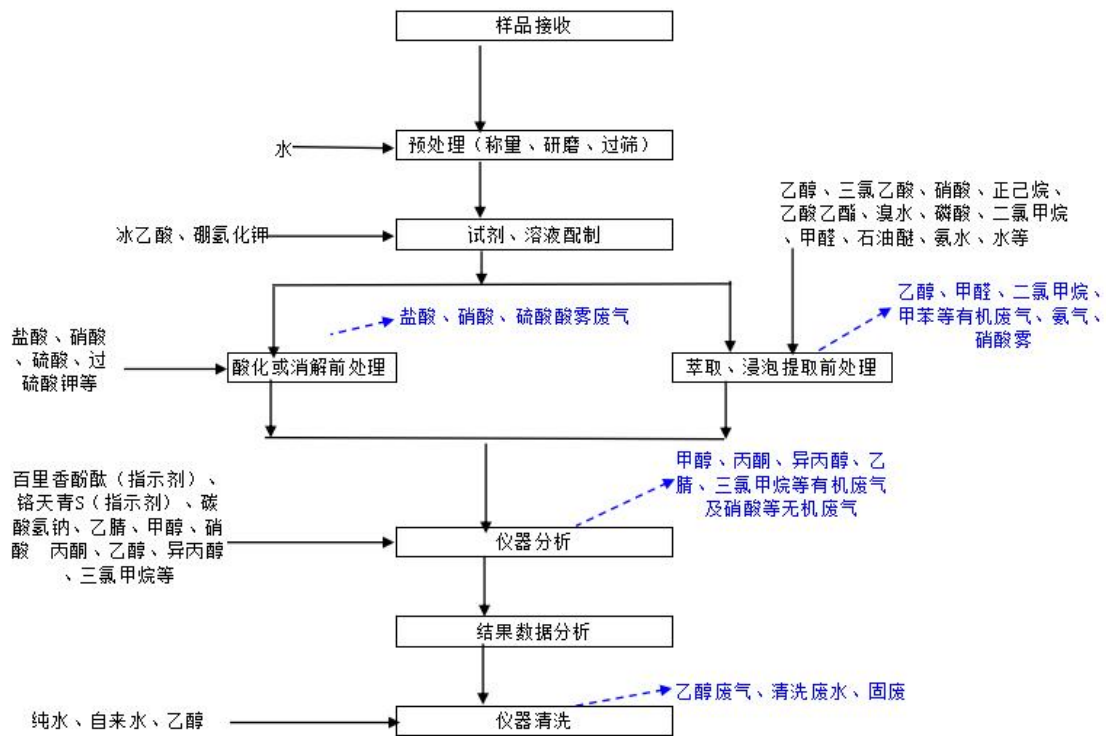 样品接收
水
预处理（称量、研磨、过筛）
乙醇、三氯乙酸、硝酸、正己烷、
乙酸乙酯、溴水、磷酸、二氯甲烷
、甲醛、石油醚、氨水、水等
冰乙酸、硼氢化钾
试剂、溶液配制
盐酸、硝酸
、硫酸、过
硫酸钾等
盐酸、硝酸、硫酸酸雾废气
乙醇、甲醛、二氯甲烷、
甲苯等有机废气、氨气、
硝酸雾
酸化或消解前处理
萃取、浸泡提取前处理
百里香酚酞（指示剂）、
铬天青S（指示剂）、碳
酸氢钠、乙腈、甲醇、硝
酸 丙酮、乙醇、异丙醇
、三氯甲烷等
甲醇、丙酮、异丙醇、乙
腈、三氯甲烷等有机废气
及硝酸等无机废气
仪器分析
结果数据分析
乙醇废气、清洗废水、固废
纯水、自来水、乙醇
仪器清洗